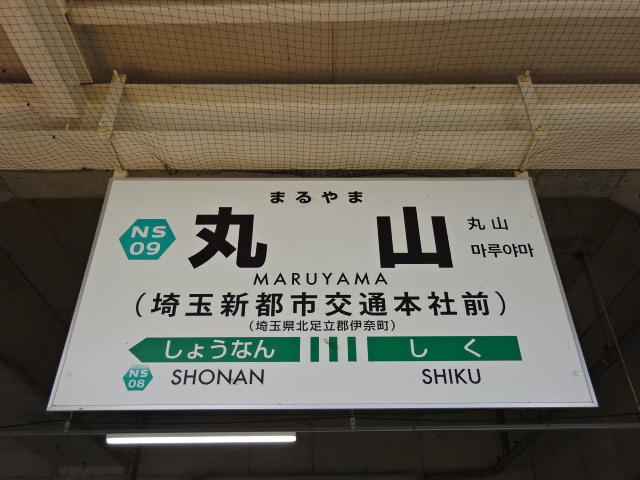 まるやま
NS
09
丸山
丸山
마루야마
MARUYAMA
(埼玉新都市交通本社前)
(埼玉県北足立郡伊奈町)
しょうなん
しく
NS
08
SHONAN
SHIKU